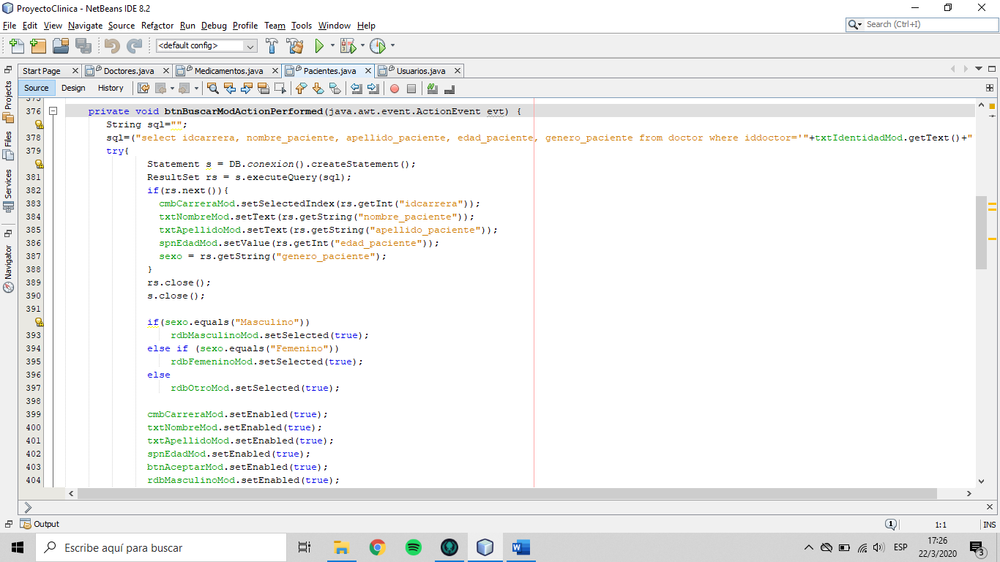 ProyectoClinica - NetBeans IDE 8.2
File Edit View Navigate Source Refactor Run Debug Profile Team Tools Window Help
Search (Ctrl+I)
<default config>
Start Page Doctores.java Medicamentos.java Pacientes.java Usuarios.java
Source Design History
Projects
Files
Services
Navigator
375
376 private void btnBuscarModActionPerformed(java.awt.event.ActionEvent evt) {
String sql="";
378 sql=("select idcarrera, nombre_paciente, apellido_paciente, edad_paciente, genero_paciente from doctor where iddoctor='"+txtIdentidadMod.getText()+"
379 try{
Statement s = DB.conexion().createStatement();
381 ResultSet rs = s.executeQuery(sql);
382 if(rs.next()){
383 cmbCarreraMod.setSelectedIndex(rs.getInt("idcarrera"));
384 txtNombreMod.setText(rs.getString("nombre_paciente"));
385 txtApellidoMod.setText(rs.getString("apellido_paciente"));
386 spnEdadMod.setValue(rs.getInt("edad_paciente"));
387 sexo = rs.getString("genero_paciente");
388 }
389 rs.close();
390 s.close();
391
if(sexo.equals("Masculino"))
393 rdbMasculinoMod.setSelected(true);
394 else if (sexo.equals("Femenino"))
395 rdbFemeninoMod.setSelected(true);
396 else
397 rdbOtroMod.setSelected(true);
398
399 cmbCarreraMod.setEnabled(true);
400 txtNombreMod.setEnabled(true);
401 txtApellidoMod.setEnabled(true);
402 spnEdadMod.setEnabled(true);
403 btnAceptarMod.setEnabled(true);
404 rdbMasculinoMod.setEnabled(true);
Output
1
1:1
INS
Escribe aquí para buscar
W
ESP
17:26
22/3/2020
3